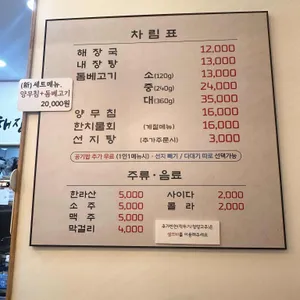 차림표
해장국 12,000
내장탕 13,000
돔베고기 소(120g) 13,000
중(240g) 24,000
대(360g) 35,000
양무침 16,000
한치물회 (계절메뉴) 16,000
선지탕 (추가주문시) 3,000
공기밥 추가 무료 (1인1메뉴시) · 선지 빼기 / 다대기 따로 선택가능
주류·음료
한라산 5,000 사이다 2,000
소주 5,000 콜라 2,000
맥주 5,000
막걸리 4,000
(新)세트메뉴.
양무침+돔베고기
20,000원
해장